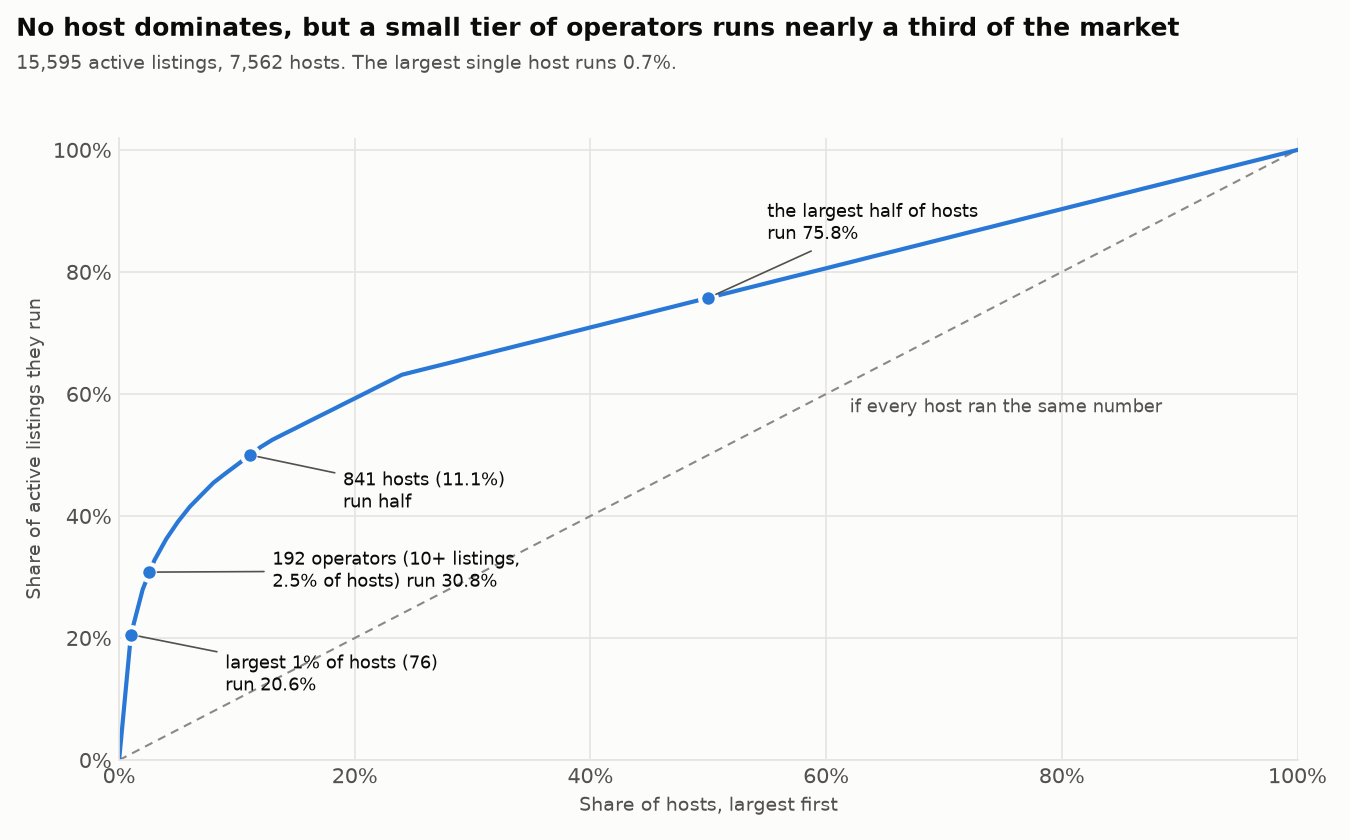 No host dominates, but a small tier of operators runs nearly a third of the market
15,595 active listings, 7,562 hosts. The largest single host runs 0.7%.
100%
80%
60%
40%
20%
0%
Share of active listings they run
the largest half of hosts
run 75.8%
if every host ran the same number
841 hosts (11.1%)
run half
192 operators (10+ listings,
2.5% of hosts) run 30.8%
largest 1% of hosts (76)
run 20.6%
0%
20%
40%
60%
80%
100%
Share of hosts, largest first